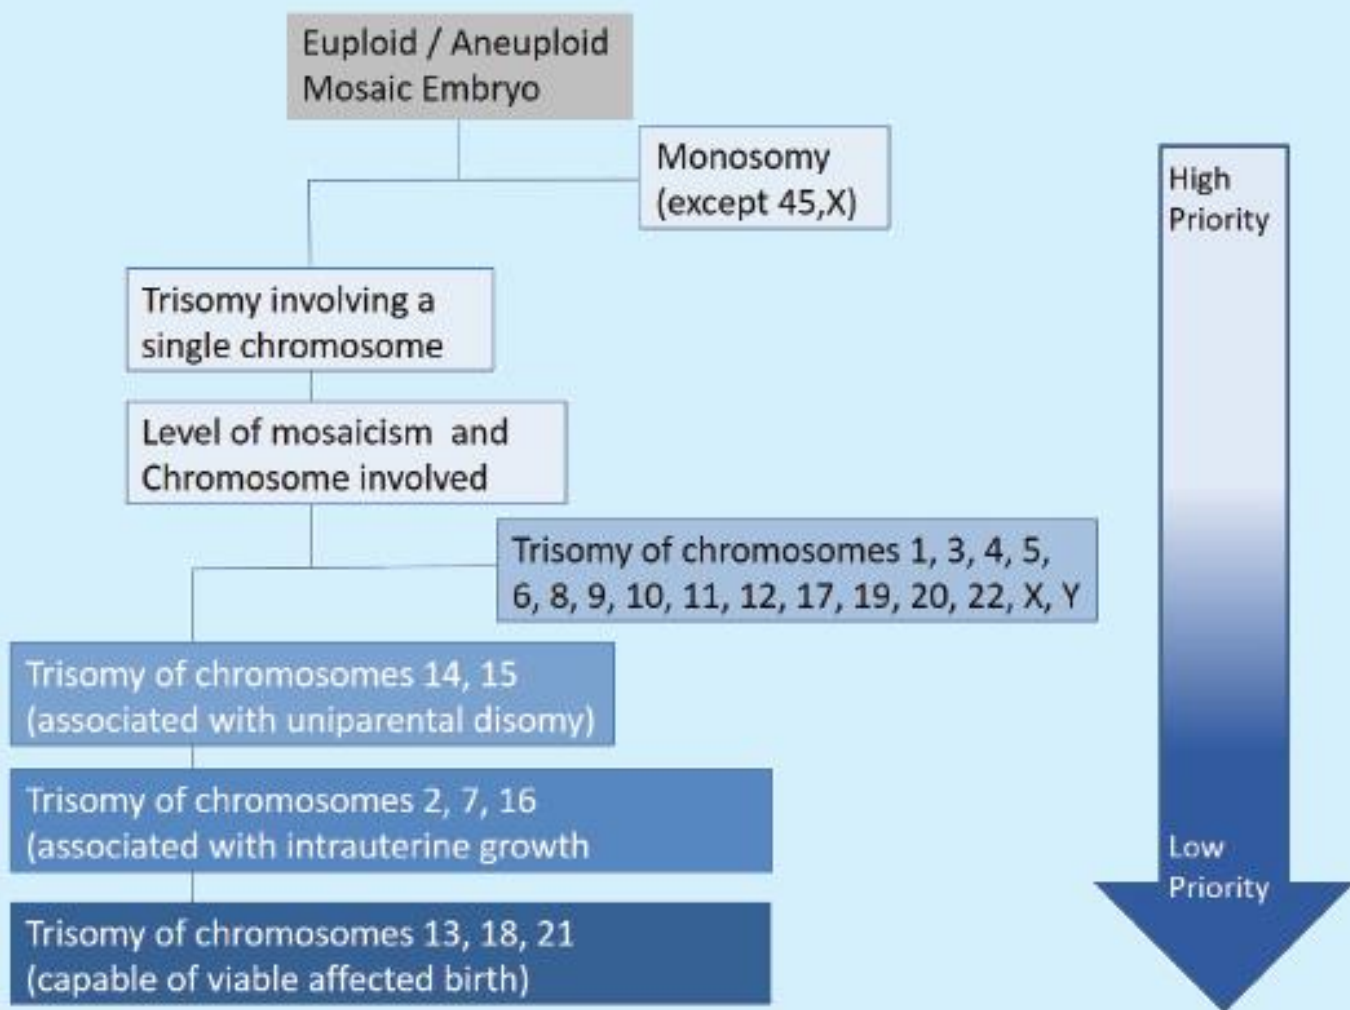 Euploid / Aneuploid
Mosaic Embryo
Monosomy
(except 45,X)
High
Priority
Trisomy involving a
single chromosome
Level of mosaicism and
Chromosome involved
Trisomy of chromosomes 1, 3, 4, 5,
6, 8, 9, 10, 11, 12, 17, 19, 20, 22, X, Y
Trisomy of chromosomes 14, 15
(associated with uniparental disomy)
Trisomy of chromosomes 2, 7, 16
(associated with intrauterine growth
Low
Priority
Trisomy of chromosomes 13, 18, 21
(capable of viable affected birth)